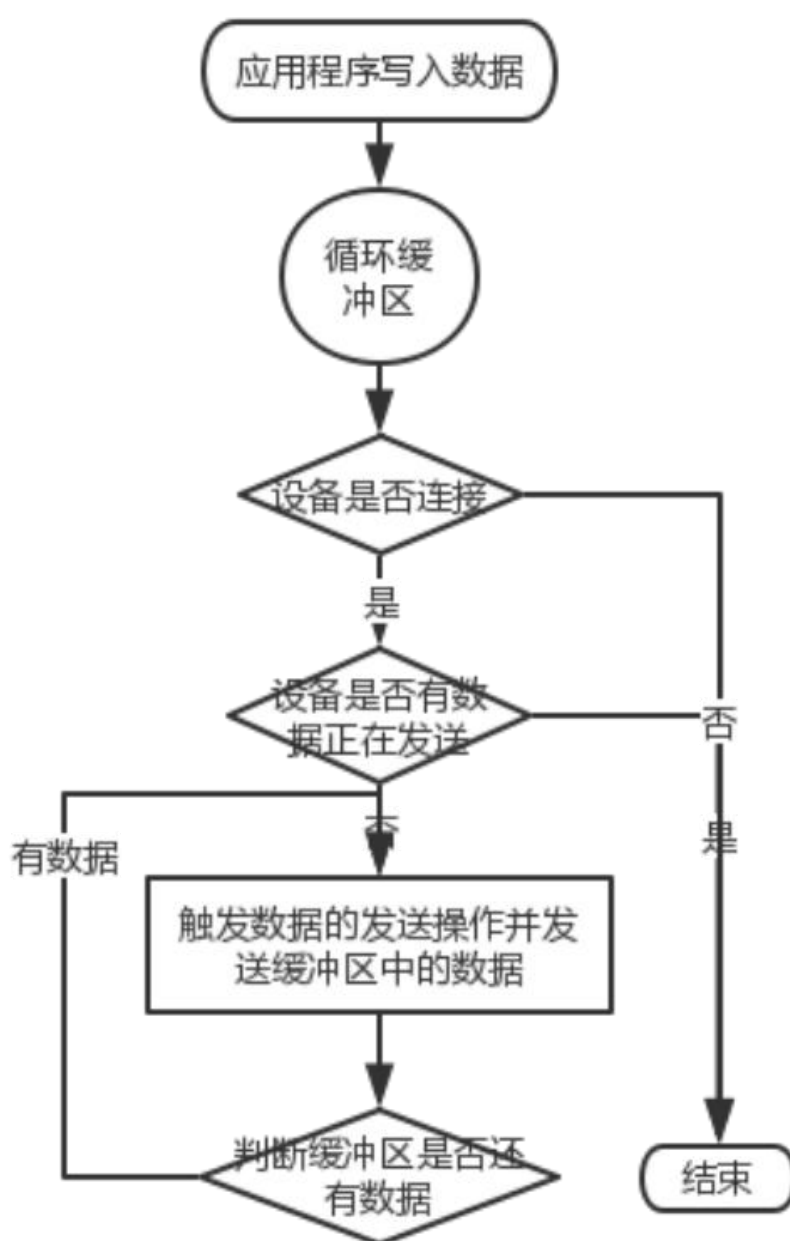 应用程序写入数据
循环缓
冲区
设备是否连接
是
设备是否有数
据正在发送
否
否
是
有数据
触发数据的发送操作并发
送缓冲区中的数据
判断缓冲区是否还
有数据
结束